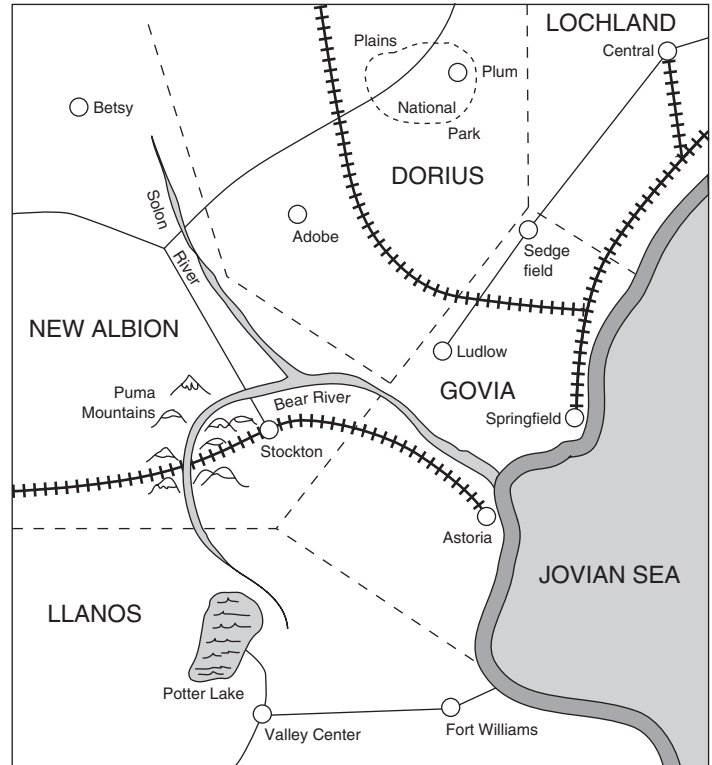 LOCHLAND
Central
Plains
Plum
National
Park
Betsy
DORIUS
Solon
River
Adobe
Sedge
field
NEW ALBION
Ludlow
GOVIA
Puma
Mountains
Bear River
Springfield
Stockton
Astoria
JOVIAN SEA
LLANOS
Potter Lake
Valley Center
Fort Williams